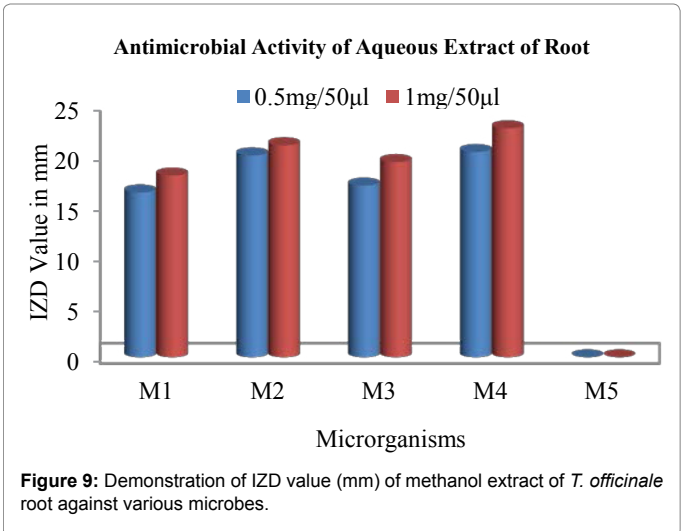 Antimicrobial Activity of Aqueous Extract of Root
0.5mg/50µl 1mg/50µl
25
20
15
10
5
0
IZD Value in mm
M1 M2 M3 M4 M5
Microrganisms
Figure 9: Demonstration of IZD value (mm) of methanol extract of T. officinale
root against various microbes.